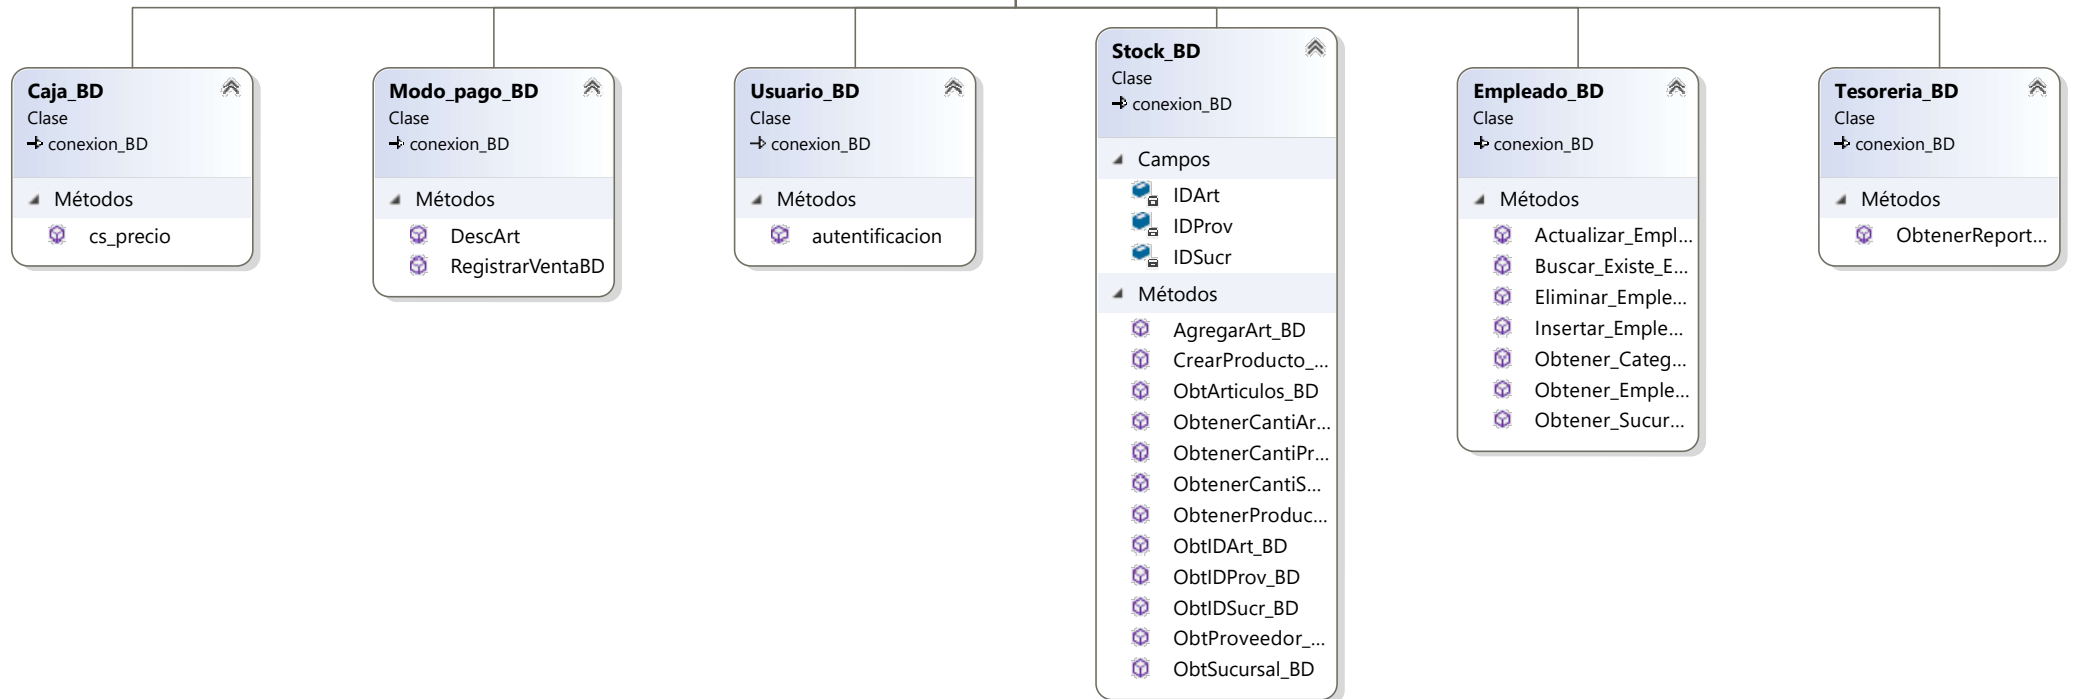 Caja_BD
Clase
conexion_BD
Métodos
cs_precio
Modo_pago_BD
Clase
conexion_BD
Métodos
DescArt
RegistrarVentaBD
Usuario_BD
Clase
conexion_BD
Métodos
autentificacion
Stock_BD
Clase
conexion_BD
Campos
IDArt
IDProv
IDSucr
Métodos
AgregarArt_BD
CrearProducto_...
ObtArticulos_BD
ObtenerCantiAr...
ObtenerCantiPr...
ObtenerCantiS...
ObtenerProduc...
ObtIDArt_BD
ObtIDProv_BD
ObtIDSucr_BD
ObtProveedor_...
ObtSucursal_BD
Empleado_BD
Clase
conexion_BD
Métodos
Actualizar_Empl...
Buscar_Existe_E...
Eliminar_Emple...
Insertar_Emple...
Obtener_Categ...
Obtener_Emple...
Obtener_Sucur...
Tesoreria_BD
Clase
conexion_BD
Métodos
ObtenerReport...